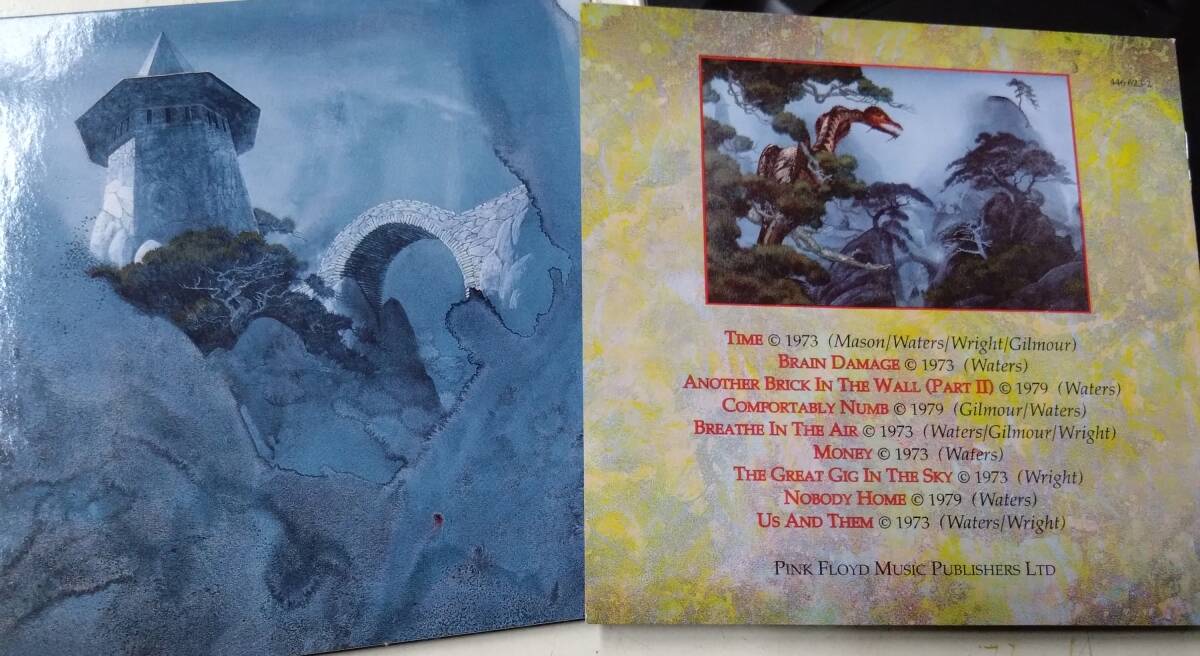 446 623-2
TIME © 1973 (Mason/Waters/Wright/Gilmour)
BRAIN DAMAGE © 1973 (Waters)
ANOTHER BRICK IN THE WALL (PART II) © 1979 (Waters)
COMFORTABLY NUMB © 1979 (Gilmour/Waters)
BREATHE IN THE AIR © 1973 (Waters/Gilmour/Wright)
MONEY © 1973 (Waters)
THE GREAT GIG IN THE SKY © 1973 (Wright)
NOBODY HOME © 1979 (Waters)
US AND THEM © 1973 (Waters/Wright)
PINK FLOYD MUSIC PUBLISHERS LTD